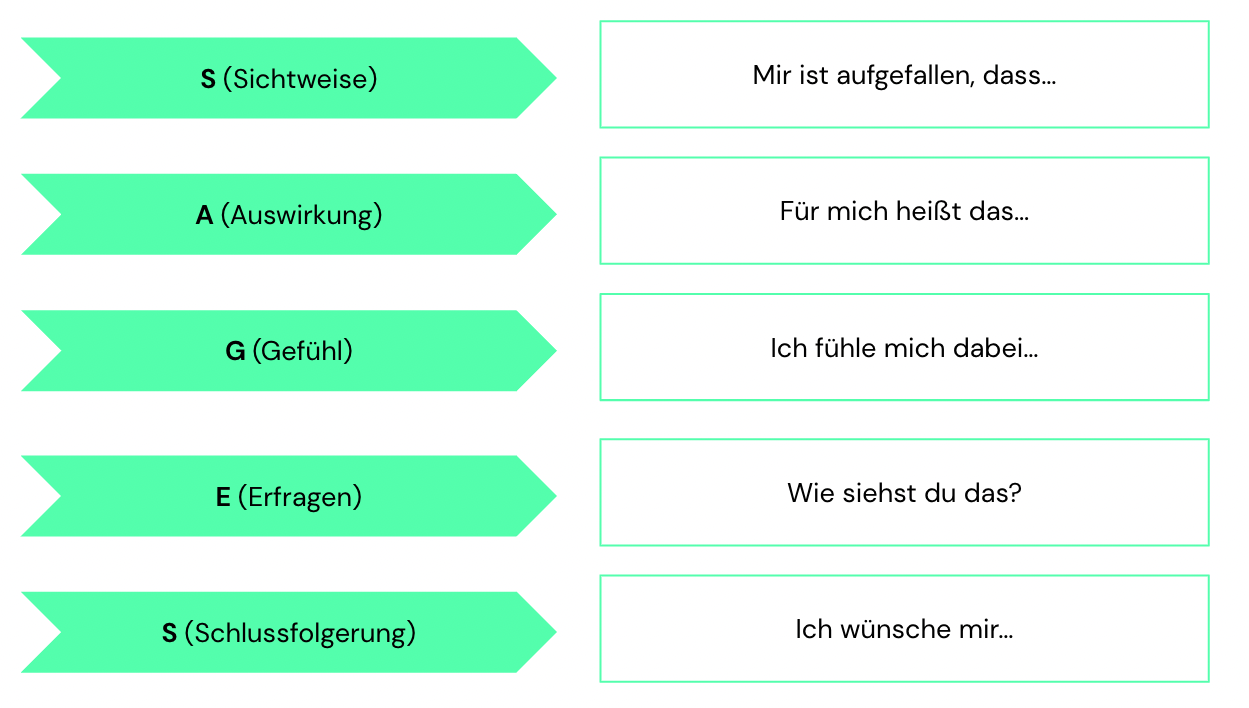 S (Sichtweise)
Mir ist aufgefallen, dass...
A (Auswirkung)
Für mich heißt das...
G (Gefühl)
Ich fühle mich dabei...
E (Erfragen)
Wie siehst du das?
S (Schlussfolgerung)
Ich wünsche mir...